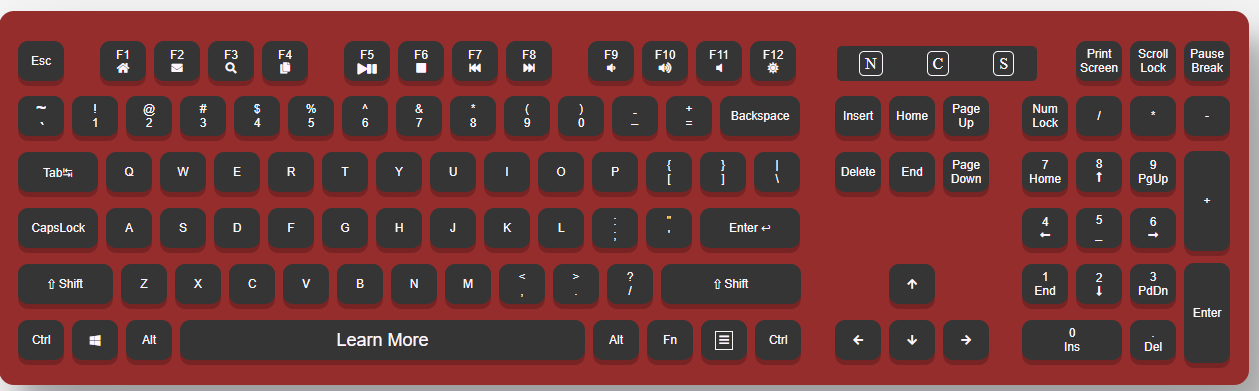 Esc F1 F2 F3 F4 F5 F6 F7 F8 F9 F10 F11 F12 N C S Print Screen Scroll Lock Pause Break
~ ` ! 1 @ 2 # 3 $ 4 % 5 ^ 6 & 7 * 8 ( 9 ) 0 - _ + = Backspace Insert Home Page Up Num Lock / * -
Tab↹ Q W E R T Y U I O P { [ } ] | \ Delete End Page Down 7 Home 8 ↑ 9 PgUp +
CapsLock A S D F G H J K L : ; " ' Enter ↩ 4 ← 5 _ 6 →
⇧ Shift Z X C V B N M < , > . ? / ⇧ Shift ↑ 1 End 2 ↓ 3 PdDn Enter
Ctrl Alt Learn More Alt Fn Ctrl ← ↓ → 0 Ins . Del